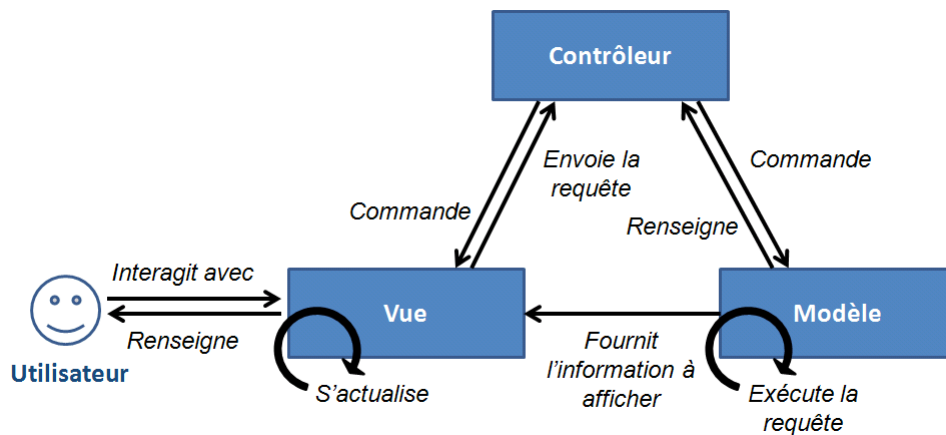 Contrôleur
Envoie la
requête
Commande
Commande
Renseigne
Interagit avec
Vue
Modèle
Renseigne
Fournit
l'information à
afficher
Utilisateur
S'actualise
Exécute la
requête